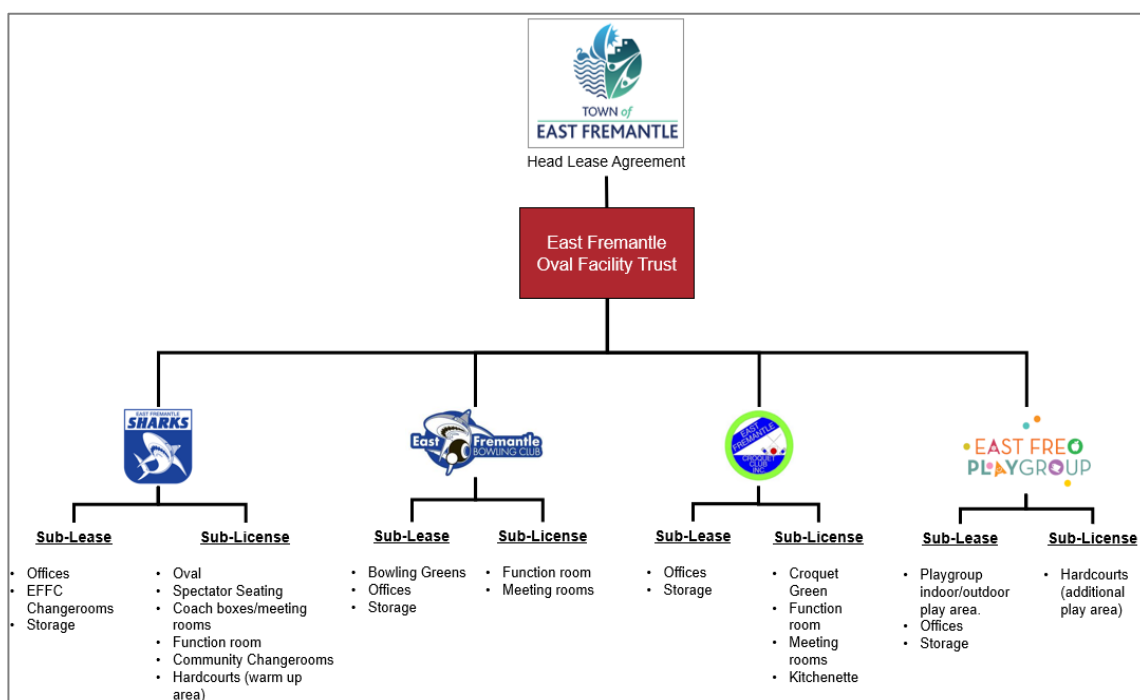 TOWN of
EAST FREMANTLE
Head Lease Agreement
East Fremantle
Oval Facility Trust
EAST FREMANTLE
SHARKS
East Fremantle
BOWLING CLUB
EAST
FREMANTLE
CROQUET
CLUB
INC
EAST FREO
PLAYGROUP
Sub-Lease
• Offices
• EFFC
Changerooms
• Storage
Sub-License
• Oval
• Spectator Seating
• Coach boxes/meeting
rooms
• Function room
• Community Changerooms
• Hardcourts (warm up
area)
Sub-Lease
• Bowling Greens
• Offices
• Storage
Sub-License
• Function room
• Meeting rooms
Sub-Lease
• Offices
• Storage
Sub-License
• Croquet
Green
• Function
room
• Meeting
rooms
• Kitchenette
Sub-Lease
• Playgroup
indoor/outdoor
play area.
• Offices
• Storage
Sub-License
• Hardcourts
(additional
play area)